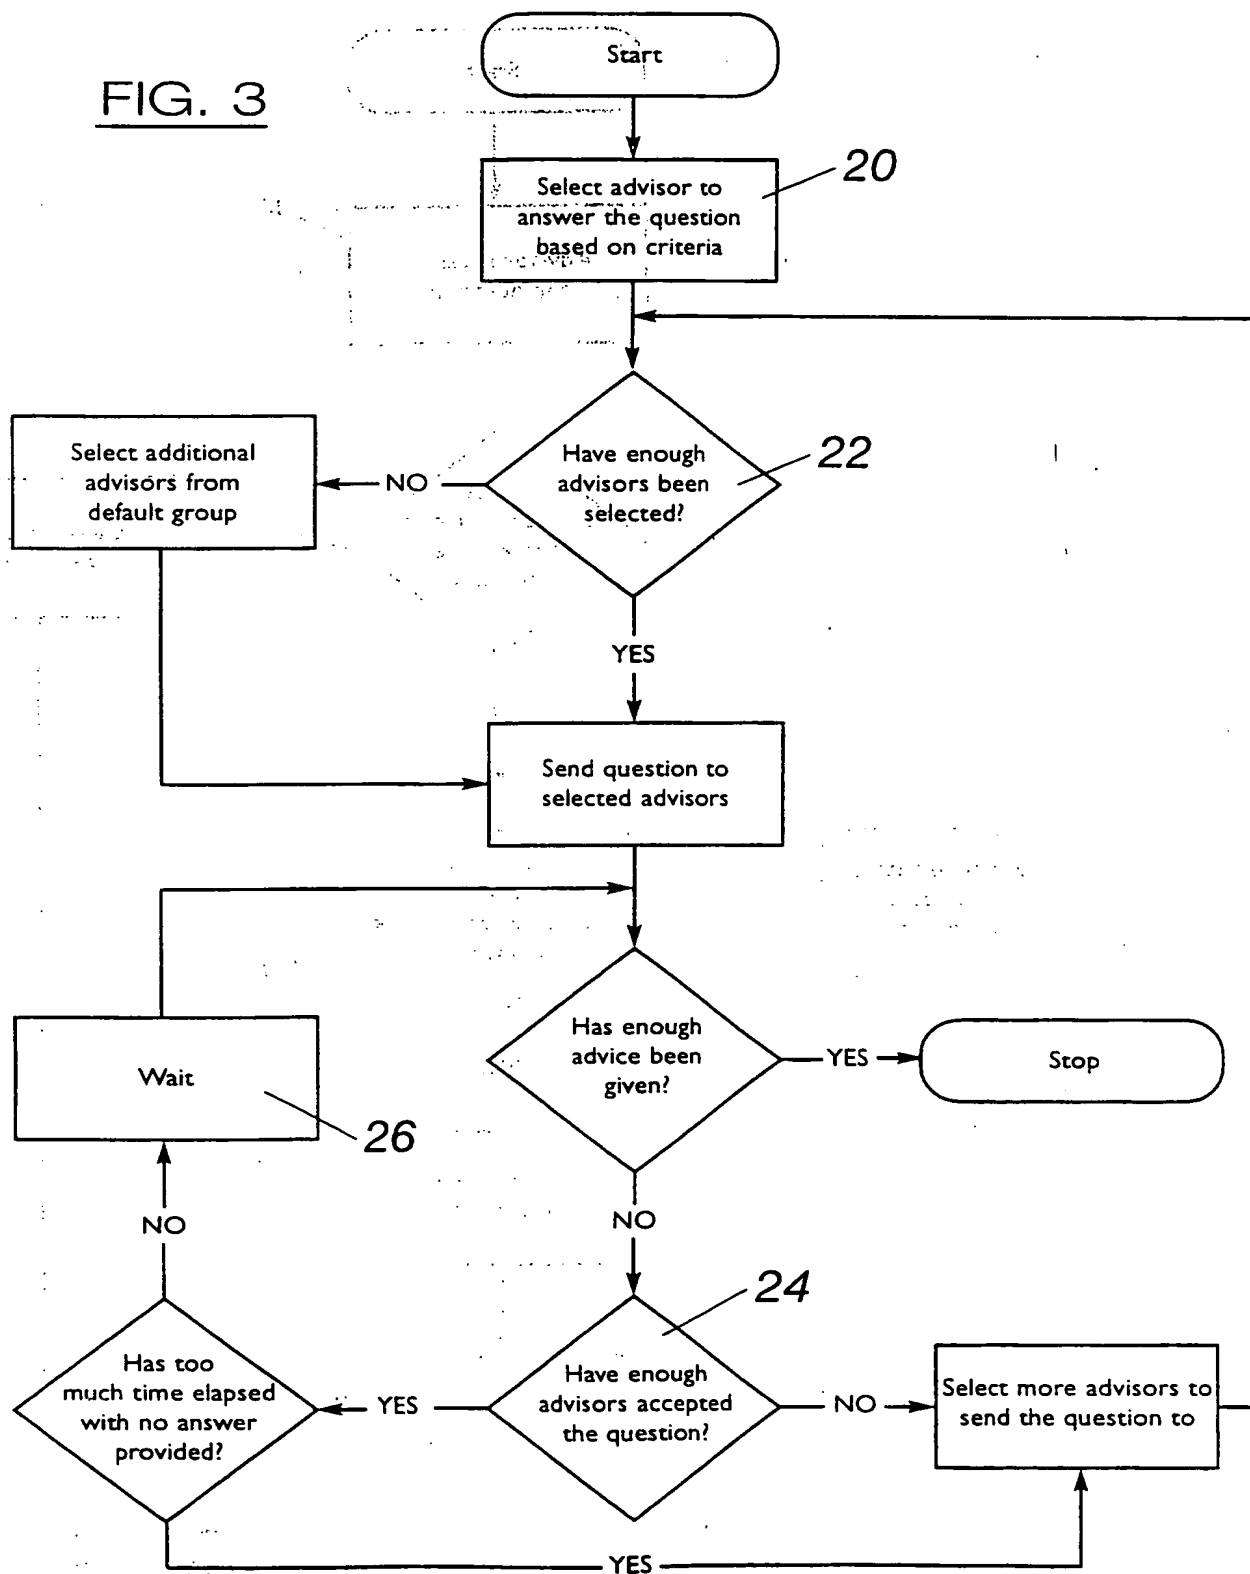 FIG. 3
Start
Select advisor to
answer the question
based on criteria
20
Have enough
advisors been
selected?
22
NO
Select additional
advisors from
default group
YES
Send question to
selected advisors
Has enough
advice been
given?
YES
Stop
Wait
26
NO
NO
24
Has too
much time elapsed
with no answer
provided?
YES
Have enough
advisors accepted
the question?
NO
Select more advisors to
send the question to
YES